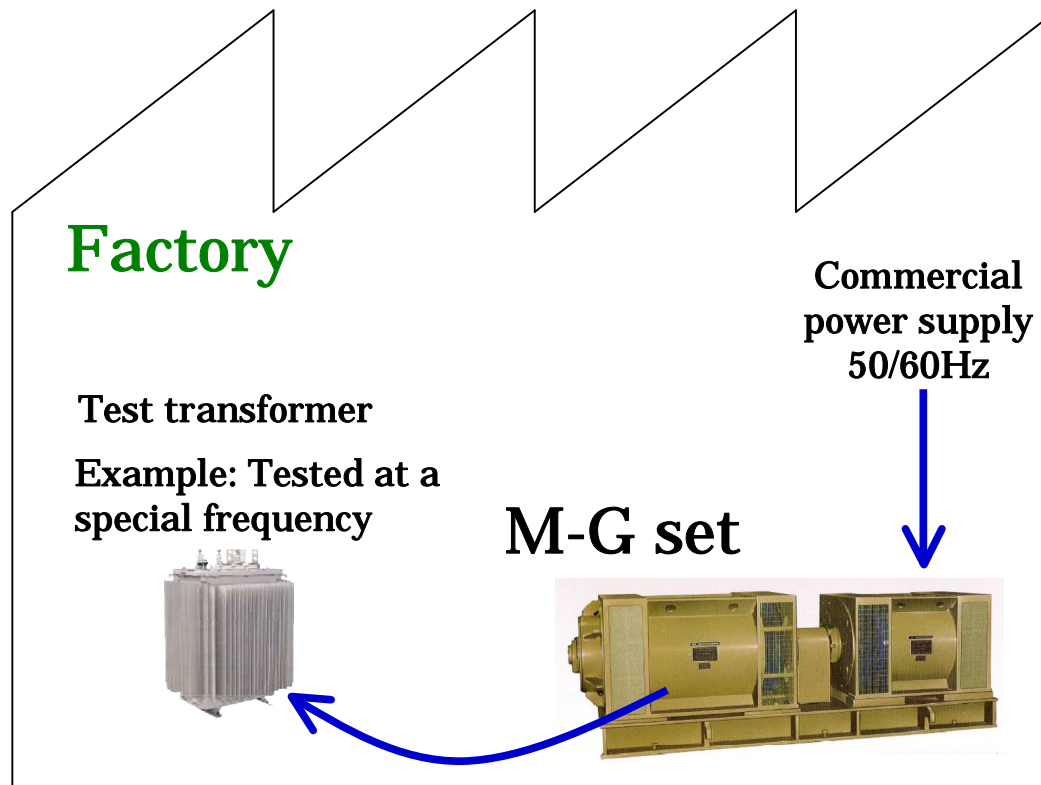 Factory
Commercial
power supply
50/60Hz
Test transformer
Example: Tested at a
special frequency
M-G set